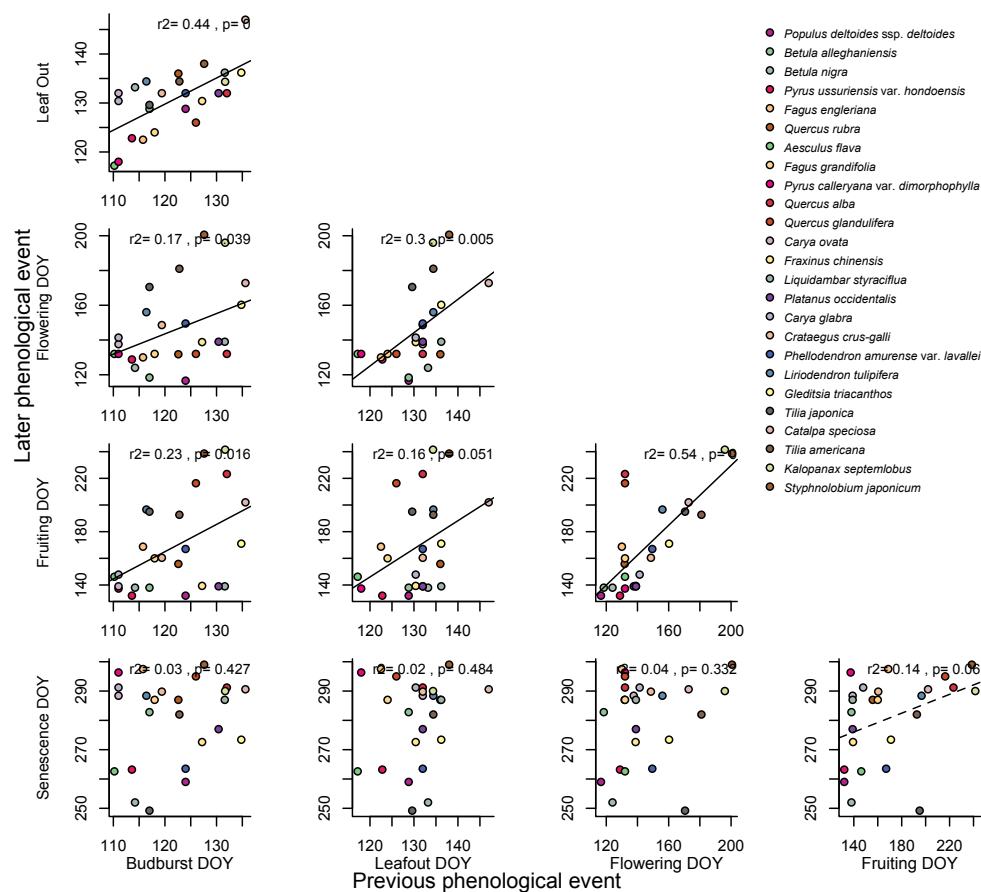 r2= 0.44 , p= 0
Leaf Out
120 130 140
110 120 130
r2= 0.17 , p= 0.039
r2= 0.3 , p= 0.005
Later phenological event
Flowering DOY
120 160 200
110 120 130
120 130 140
r2= 0.23 , p= 0.016
r2= 0.16 , p= 0.051
r2= 0.54 , p=
Fruiting DOY
140 180 220
110 120 130
120 130 140
120 160 200
r2= 0.03 , p= 0.427
r2= 0.02 , p= 0.484
r2= 0.04 , p= 0.332
r2= 0.14 , p= 0.06
Senescence DOY
250 270 290
110 120 130
120 130 140
120 160 200
140 180 220
Budburst DOY
Leafout DOY
Flowering DOY
Fruiting DOY
Previous phenological event
Populus deltoides ssp. deltoides
Betula alleghaniensis
Betula nigra
Pyrus ussuriensis var. hondoensis
Fagus engleriana
Quercus rubra
Aesculus flava
Fagus grandifolia
Pyrus calleryana var. dimorphophylla
Quercus alba
Quercus glandulifera
Carya ovata
Fraxinus chinensis
Liquidambar styraciflua
Platanus occidentalis
Carya glabra
Crataegus crus-galli
Phellodendron amurense var. lavallei
Liriodendron tulipifera
Gleditsia triacanthos
Tilia japonica
Catalpa speciosa
Tilia americana
Kalopanax septemlobus
Styphnolobium japonicum